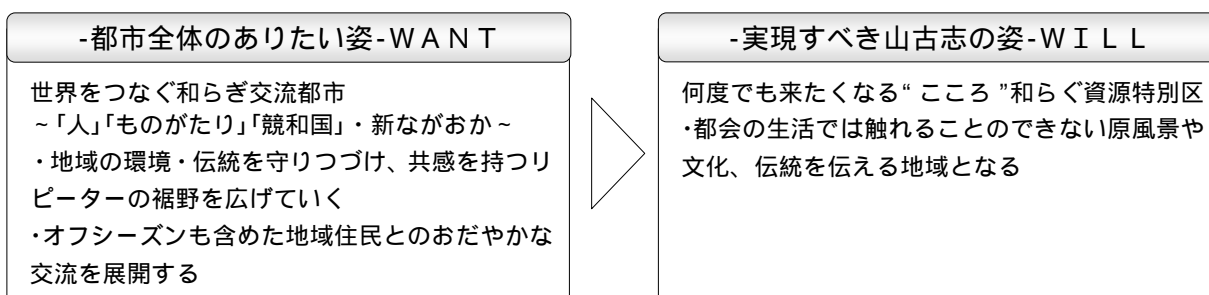 -都市全体のありたい姿-ＷＡＮＴ
世界をつなぐ和らぎ交流都市
~「人」「ものがたり」「競和国」・新ながおか~
・地域の環境・伝統を守りつづけ、共感を持つリ
ピーターの裾野を広げていく
・オフシーズンも含めた地域住民とのおだやかな
交流を展開する
-実現すべき山古志の姿-ＷＩＬＬ
何度でも来たくなる“こころ”和らぐ資源特別区
・都会の生活では触れることのできない原風景や
文化、伝統を伝える地域となる